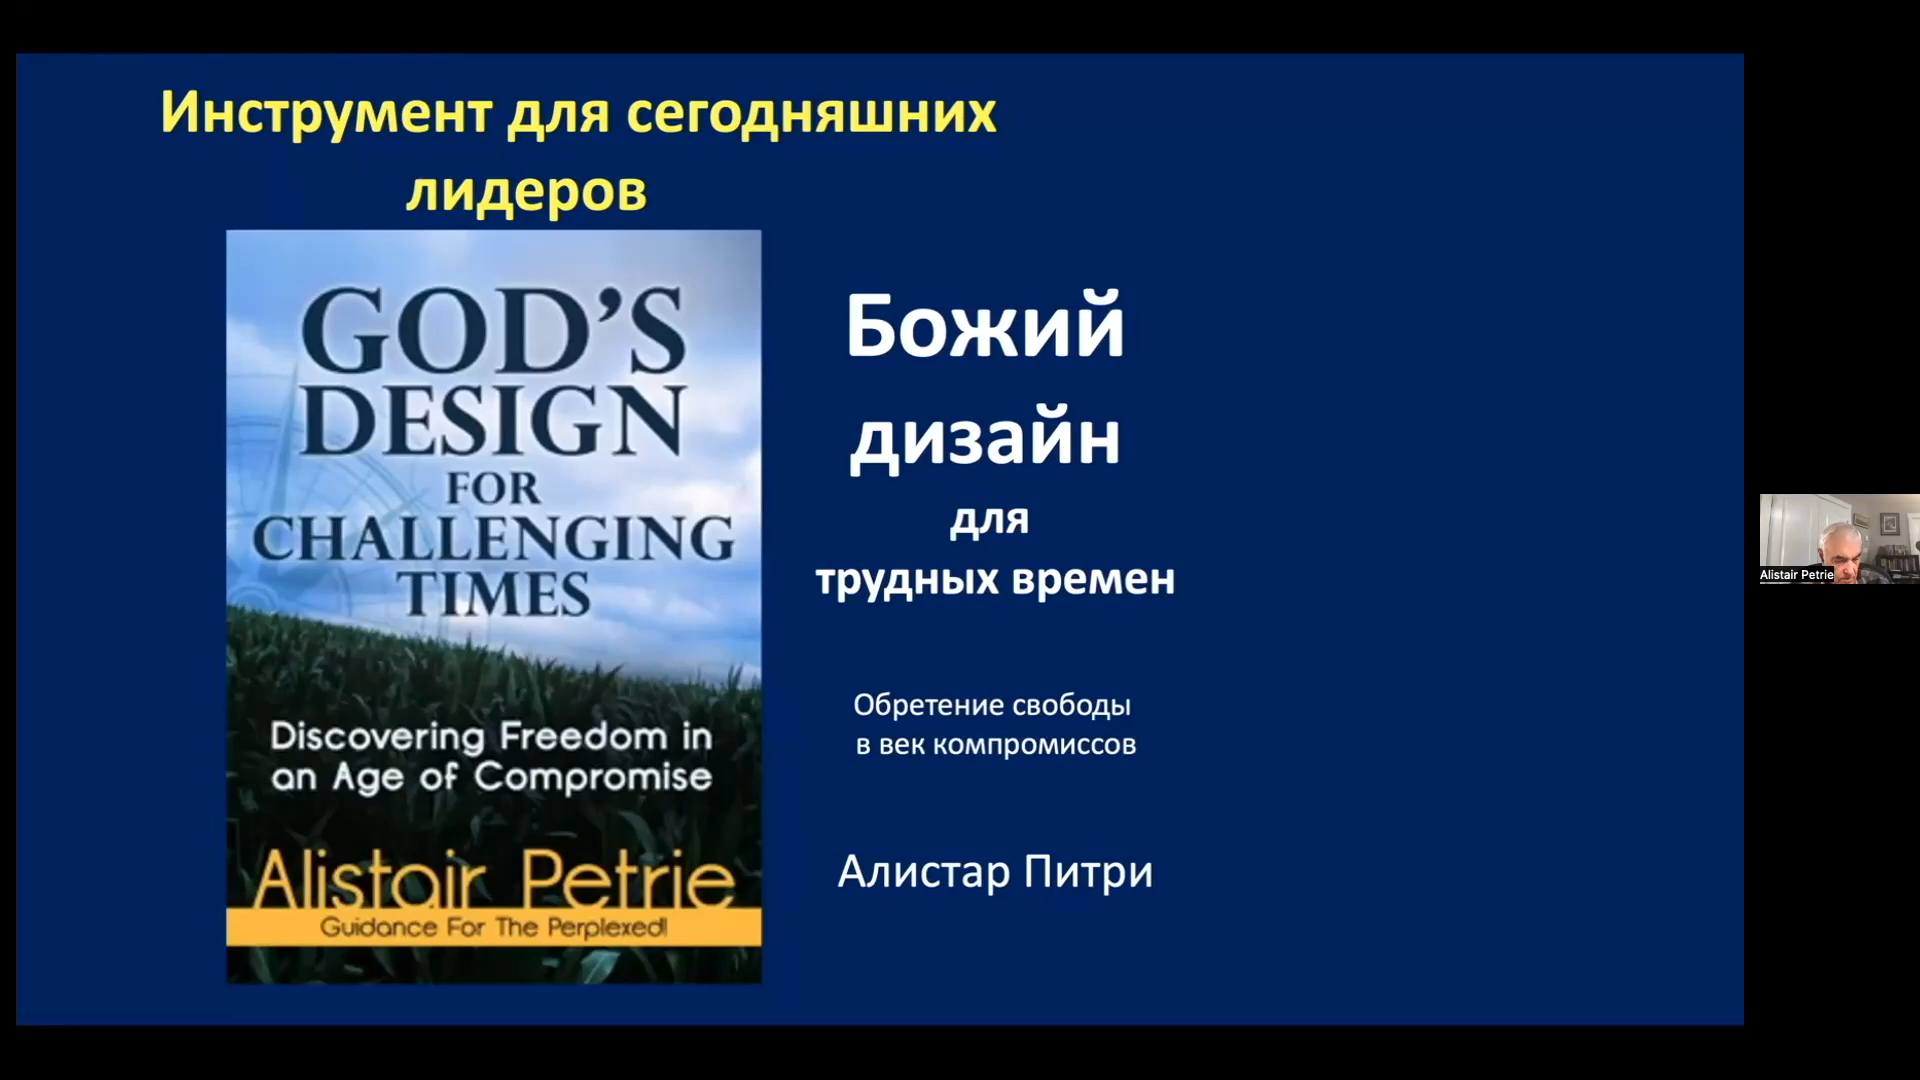 Инструмент для сегодняшних
лидеров
GOD'S
DESIGN
FOR
CHALLENGING
TIMES
Discovering Freedom in
an Age of Compromise
Alistair Petrie
Guidance For The Perplexed!
Божий
дизайн
для
трудных времен
Обретение свободы
в век компромиссов
Алистар Питри
Alistair Petrie